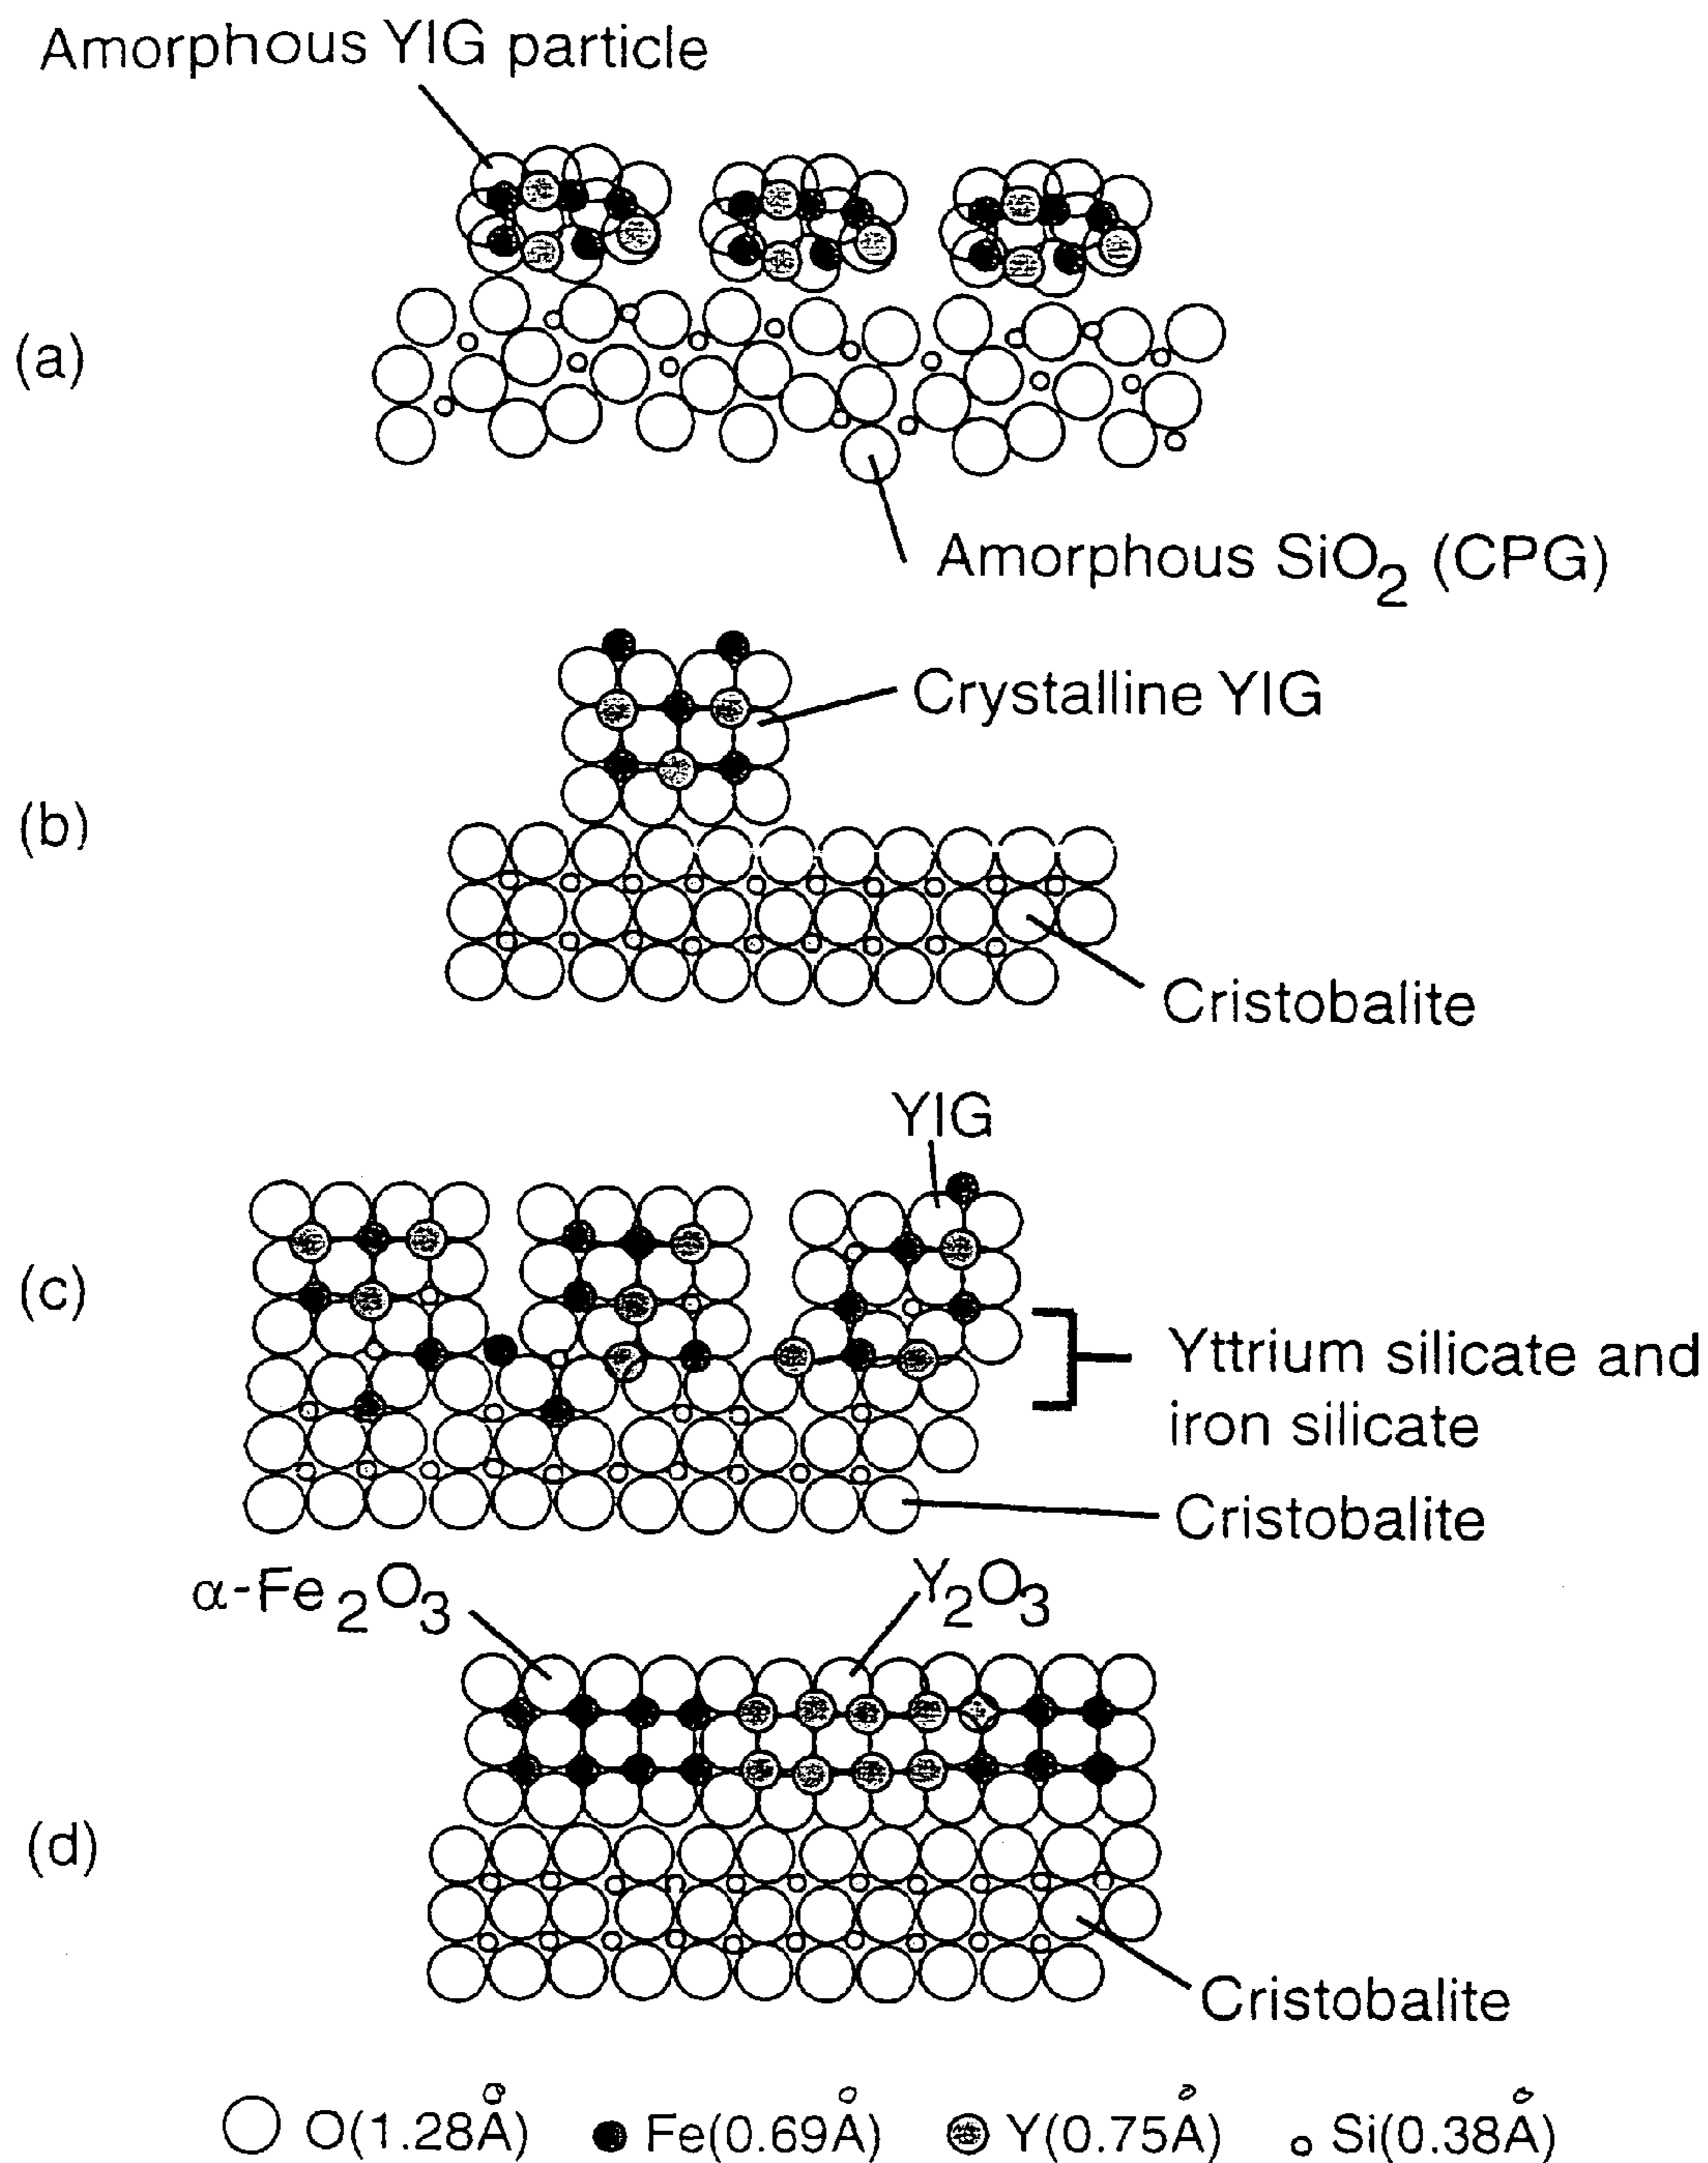 Amorphous YIG particle
(a)
Amorphous SiO2 (CPG)
Crystalline YIG
(b)
Cristobalite
YIG
(c)
Yttrium silicate and
iron silicate
Cristobalite
α-Fe2O3
Y2O3
(d)
Cristobalite
O(1.28Å) Fe(0.69Å) Y(0.75Å) Si(0.38Å)